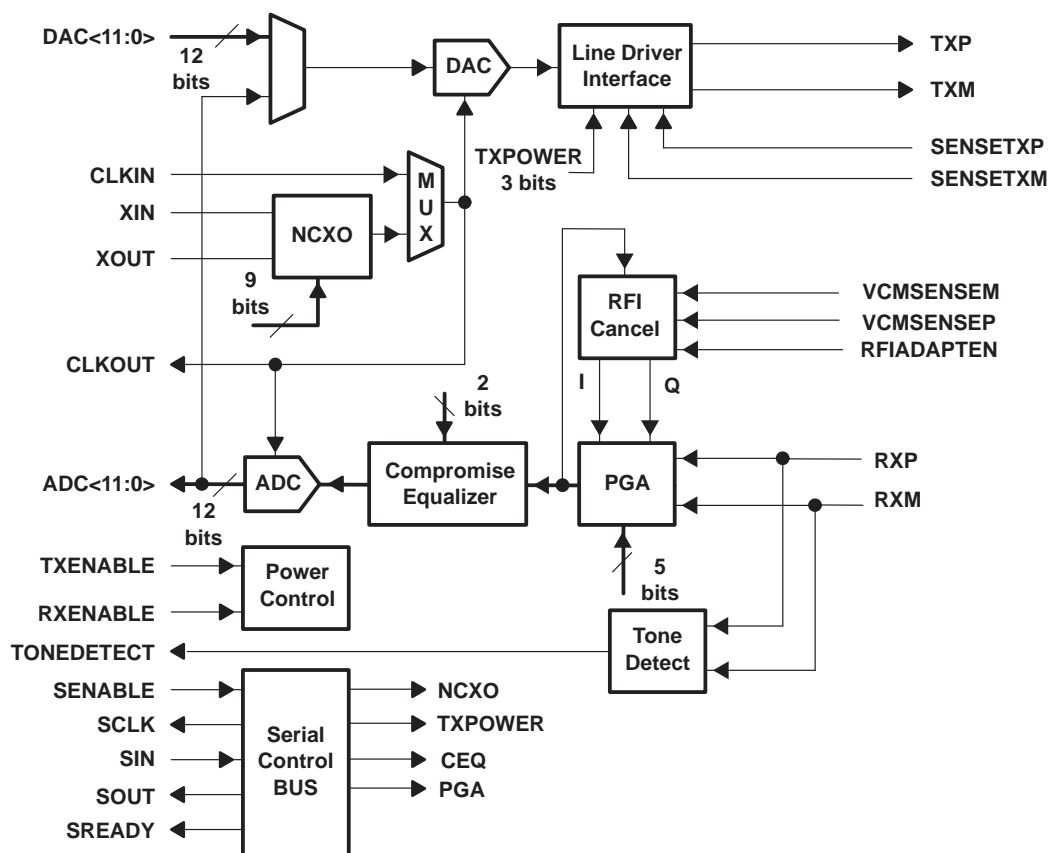 DAC<11:0>
12
bits
DAC
Line Driver
Interface
TXP
TXM
TXPOWER
3 bits
SENSETXP
SENSETXM
CLKIN
XIN
XOUT
NCXO
M
U
X
9
bits
RFI
Cancel
VCMSENSEM
VCMSENSEP
RFIADAPTEN
CLKOUT
I
Q
2
bits
ADC<11:0>
12
bits
ADC
Compromise
Equalizer
PGA
RXP
RXM
5
bits
TXENABLE
RXENABLE
Power
Control
TONEDETECT
Tone
Detect
SENABLE
SCLK
SIN
SOUT
SREADY
Serial
Control
BUS
NCXO
TXPOWER
CEQ
PGA